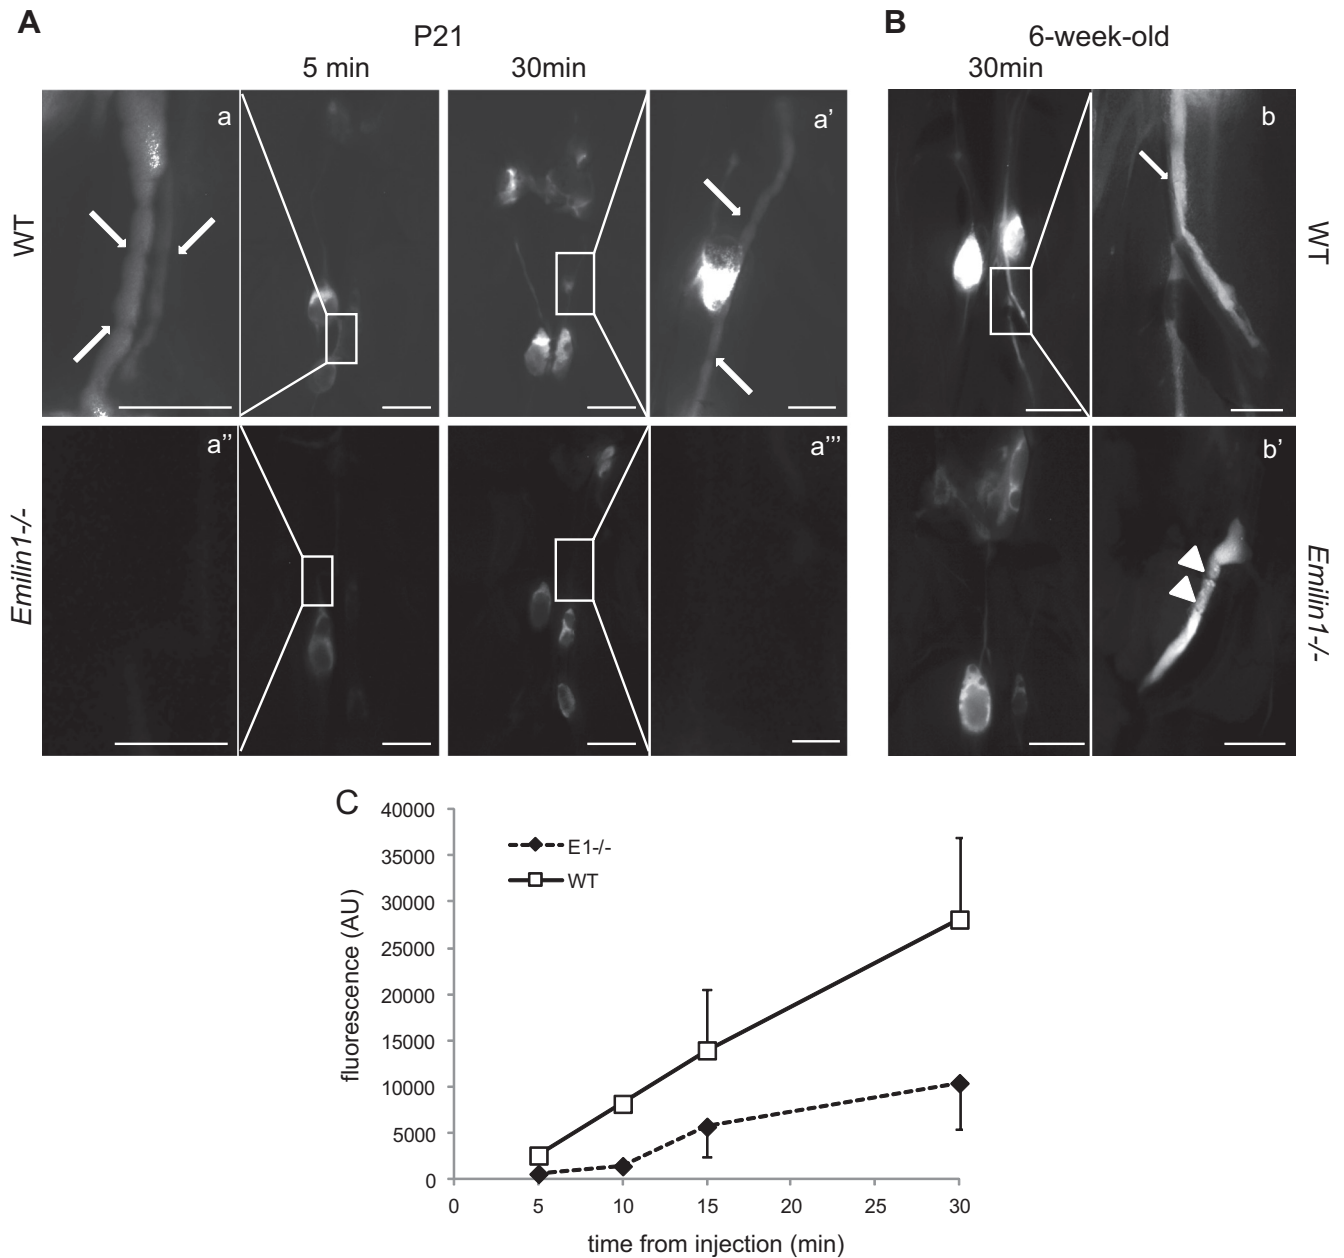 A
P21
5 min
30min
WT
a
a'
Emilin1-/-
a''
a'''
B
6-week-old
30min
WT
b
Emilin1-/-
b'
C
fluorescence (AU)
40000
35000
30000
25000
20000
15000
10000
5000
0
E1-/-
WT
0 5 10 15 20 25 30
time from injection (min)